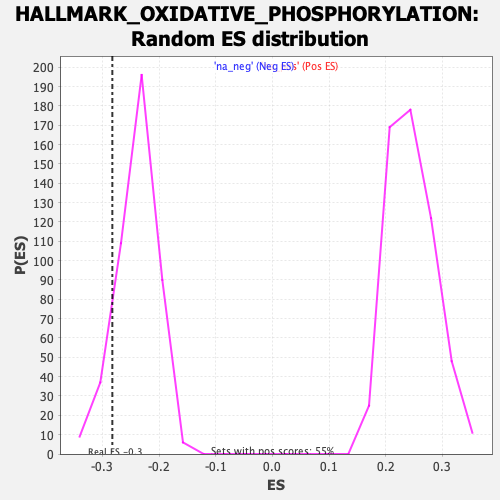 HALLMARK_OXIDATIVE_PHOSPHORYLATION:
Random ES distribution
'na_neg' (Neg ES)s' (Pos ES)
200
190
180
170
160
150
140
130
120
110
100
90
80
70
60
50
40
30
20
10
0
P(ES)
Real ES -0.3
Sets with pos scores: 55%
-0.3 -0.2 -0.1 0.0 0.1 0.2 0.3
ES